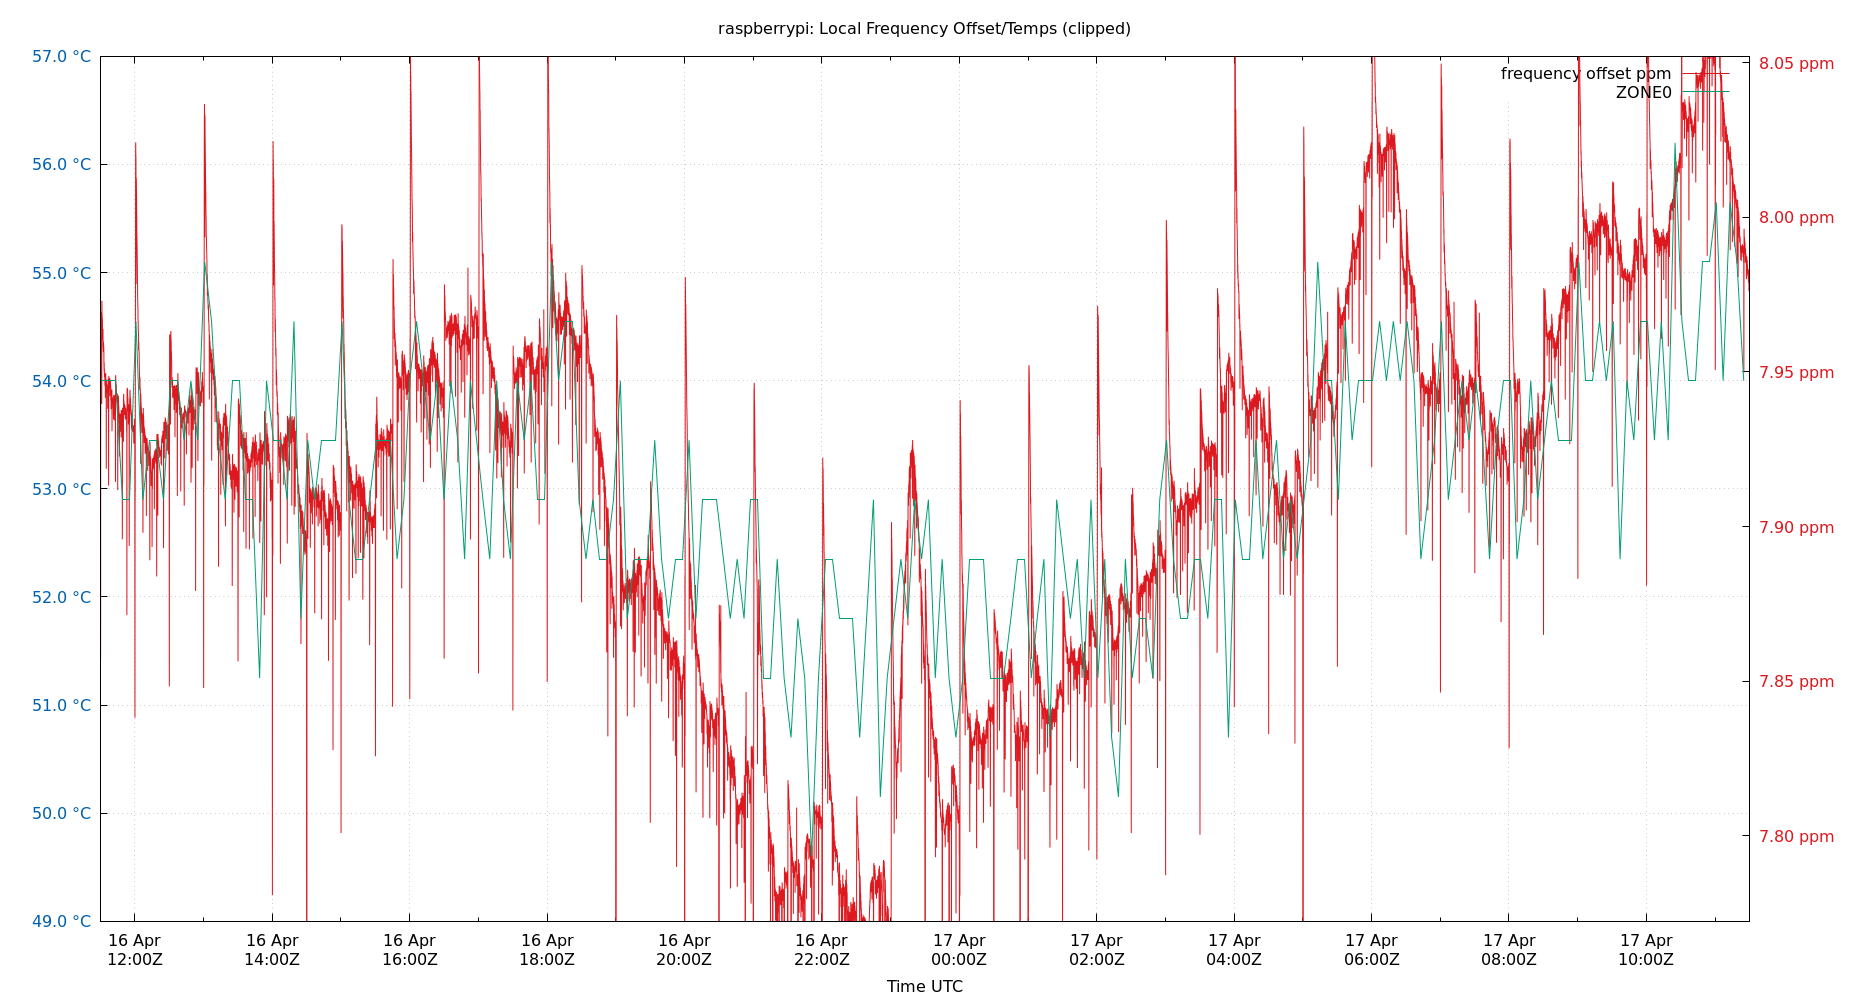 raspberrypi: Local Frequency Offset/Temps (clipped)
57.0 °C
56.0 °C
55.0 °C
54.0 °C
53.0 °C
52.0 °C
51.0 °C
50.0 °C
49.0 °C
8.05 ppm
8.00 ppm
7.95 ppm
7.90 ppm
7.85 ppm
7.80 ppm
frequency offset ppm
ZONE0
16 Apr 16 Apr 16 Apr 16 Apr 16 Apr 16 Apr 17 Apr 17 Apr 17 Apr 17 Apr 17 Apr 17 Apr
12:00Z 14:00Z 16:00Z 18:00Z 20:00Z 22:00Z 00:00Z 02:00Z 04:00Z 06:00Z 08:00Z 10:00Z
Time UTC